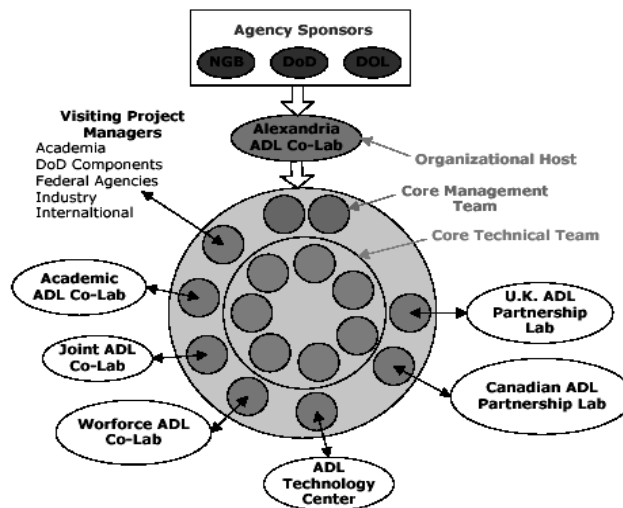 Agency Sponsors
NGB DoD DOL
Alexandria
ADL Co-Lab
Organizational Host
Visiting Project
Managers
Academia
DoD Components
Federal Agencies
Industry
Internaltional
Core Management
Team
Core Technical Team
Academic
ADL Co-Lab
Joint ADL
Co-Lab
Worforce ADL
Co-Lab
ADL
Technology
Center
U.K. ADL
Partnership
Lab
Canadian ADL
Partnership Lab